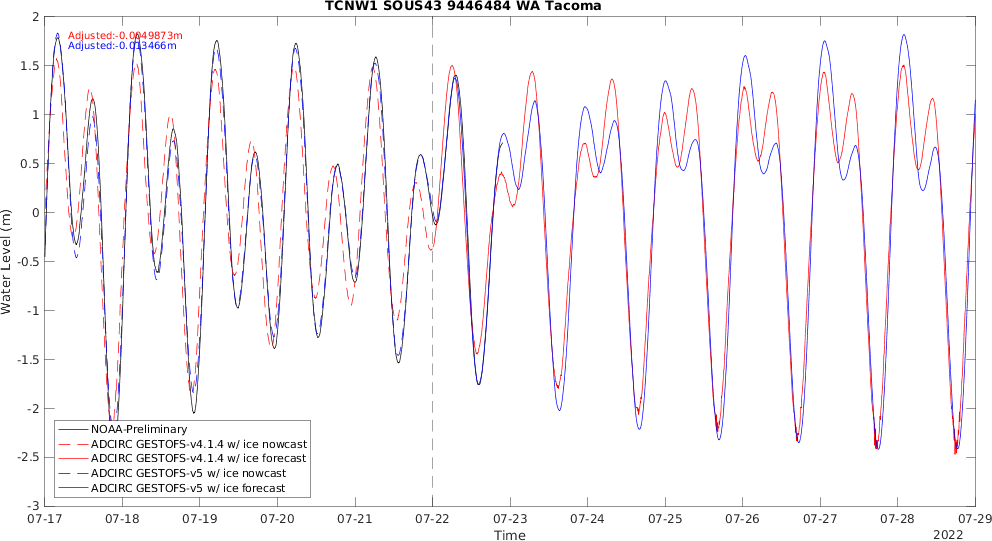 TCNW1 SOUS43 9446484 WA Tacoma
Adjusted:-0.0049873m
Adjusted:-0.013466m
2
1.5
1
0.5
0
-0.5
-1
-1.5
-2
-2.5
-3
Water Level (m)
NOAA-Preliminary
ADCIRC GESTOFS-v4.1.4 w/ ice nowcast
ADCIRC GESTOFS-v4.1.4 w/ ice forecast
ADCIRC GESTOFS-v5 w/ ice nowcast
ADCIRC GESTOFS-v5 w/ ice forecast
07-17 07-18 07-19 07-20 07-21 07-22 07-23 07-24 07-25 07-26 07-27 07-28 07-29
Time
2022